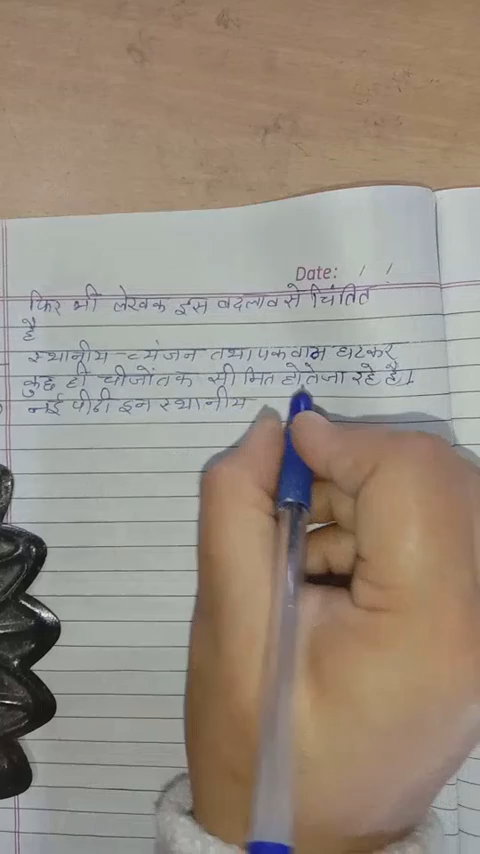 Date: / /
फिर भी लेखक इस बदलाव से चिंतित
है
स्थानीय व्यंजन तथा पकवान घटकर
कुछ ही चीजों तक सीमित होते जा रहे है।
नई पीढी इन स्थानीय